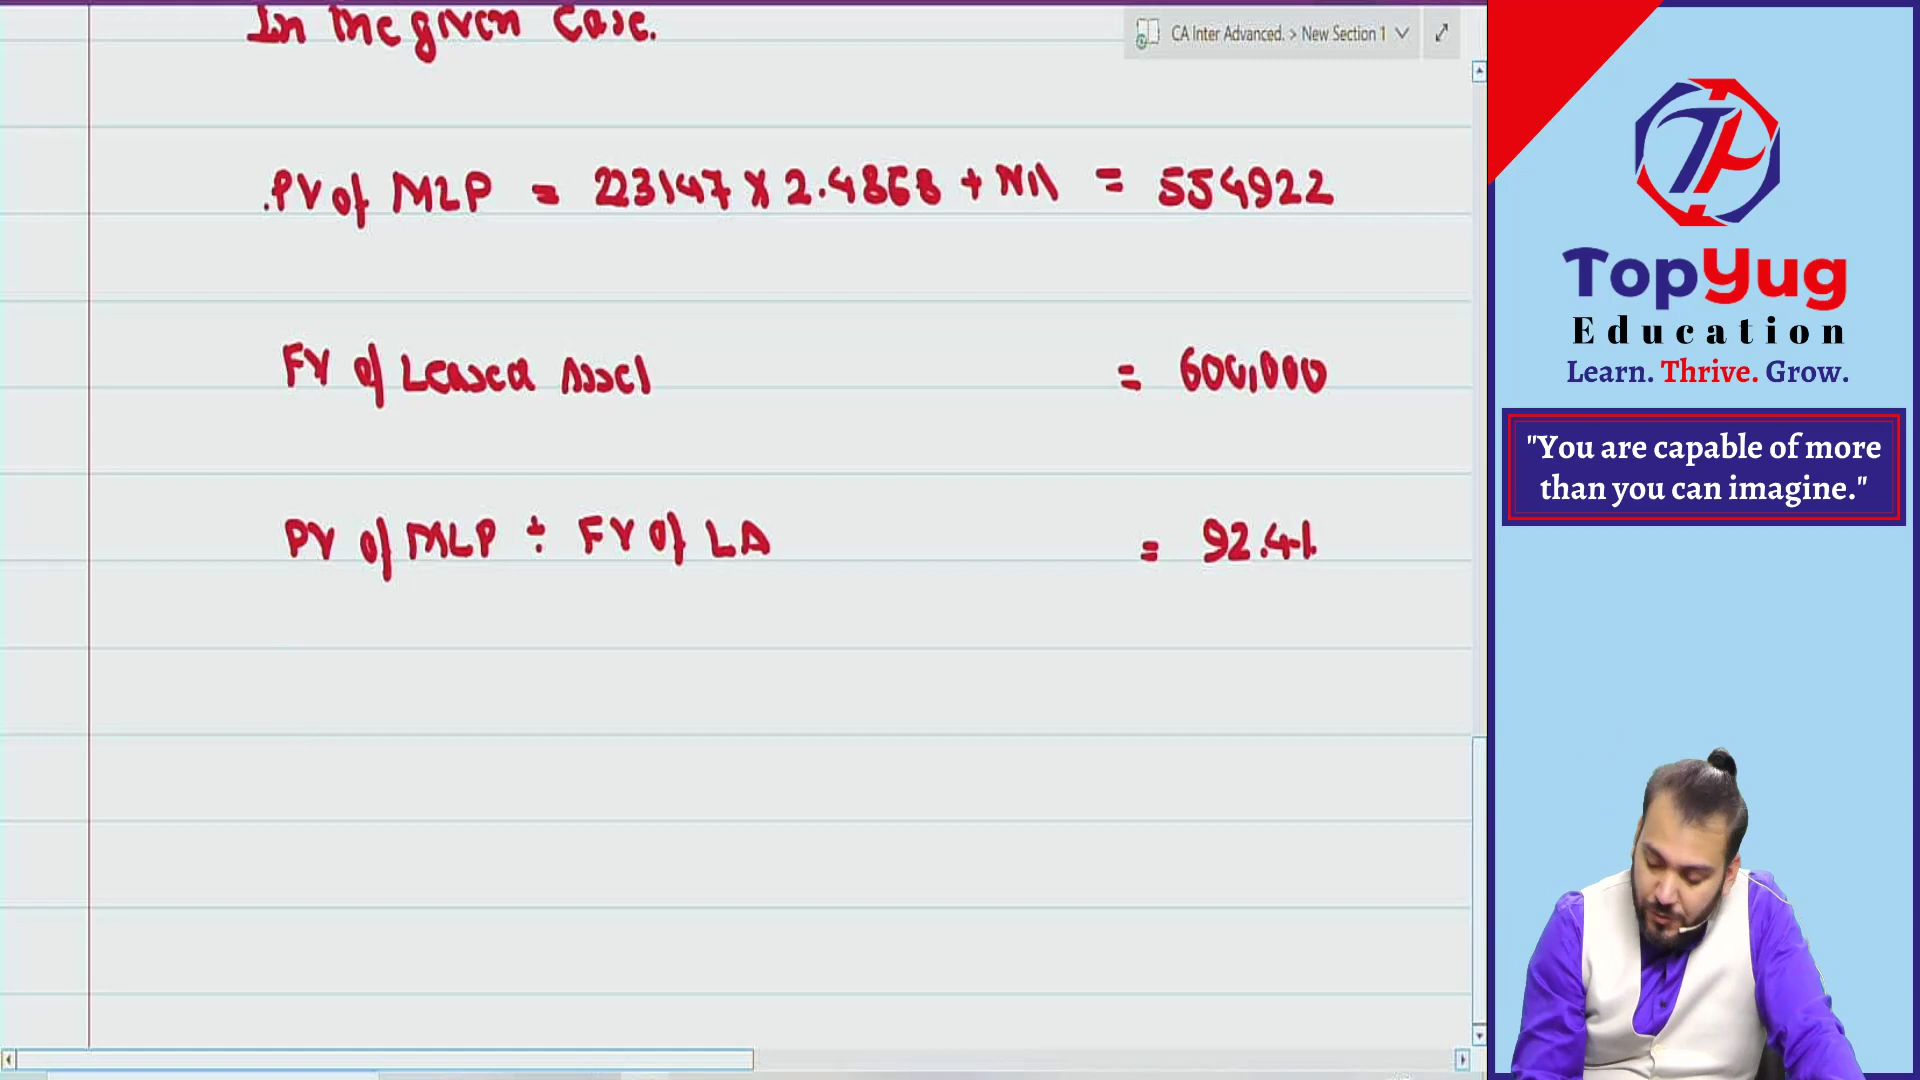 In the given case.
CA Inter Advanced. > New Section 1
PV of MLP = 223147 x 2.4868 + Nil = 554922
FV of Leased Asset = 600,000
PV of MLP ÷ FV of LA = 92.4%
TopYug
Education
Learn. Thrive. Grow.
"You are capable of more
than you can imagine."